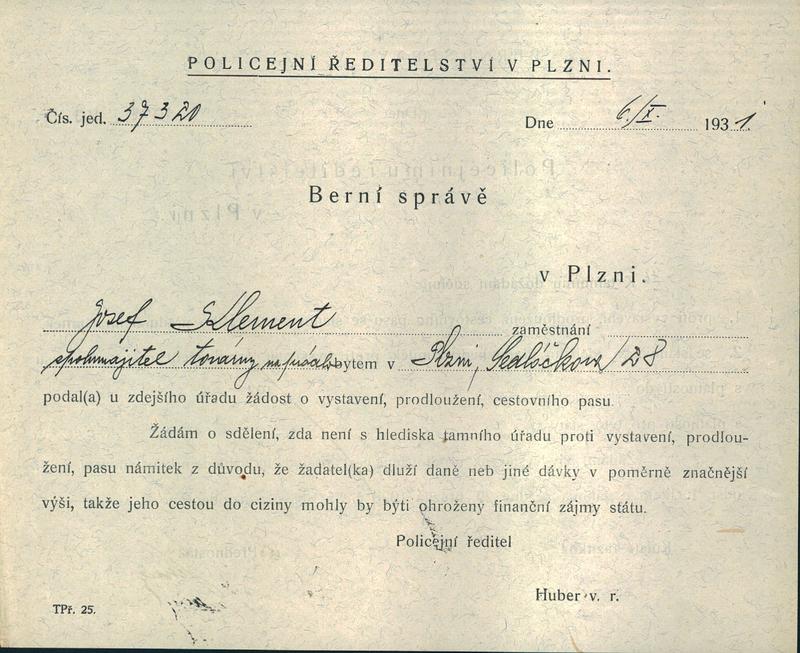 POLICEJNÍ ŘEDITELSTVÍ V PLZNI.
Čís. jed. 37320 Dne 6./X. 1931
Berní správě
v Plzni.
Josef Klement zaměstnání
spolumajitel továrny na bytem v Plzni, Sedláčkova 28
podal(a) u zdejšího úřadu žádost o vystavení, prodloužení, cestovního pasu.
Žádám o sdělení, zda není s hlediska tamního úřadu proti vystavení, prodlou-
žení, pasu námitek z důvodu, že žadatel(ka) dluží daně neb jiné dávky v poměrně značnější
výši, takže jeho cestou do ciziny mohly by býti ohroženy finanční zájmy státu.
Policejní ředitel
Huber v. r.
TPř. 25.